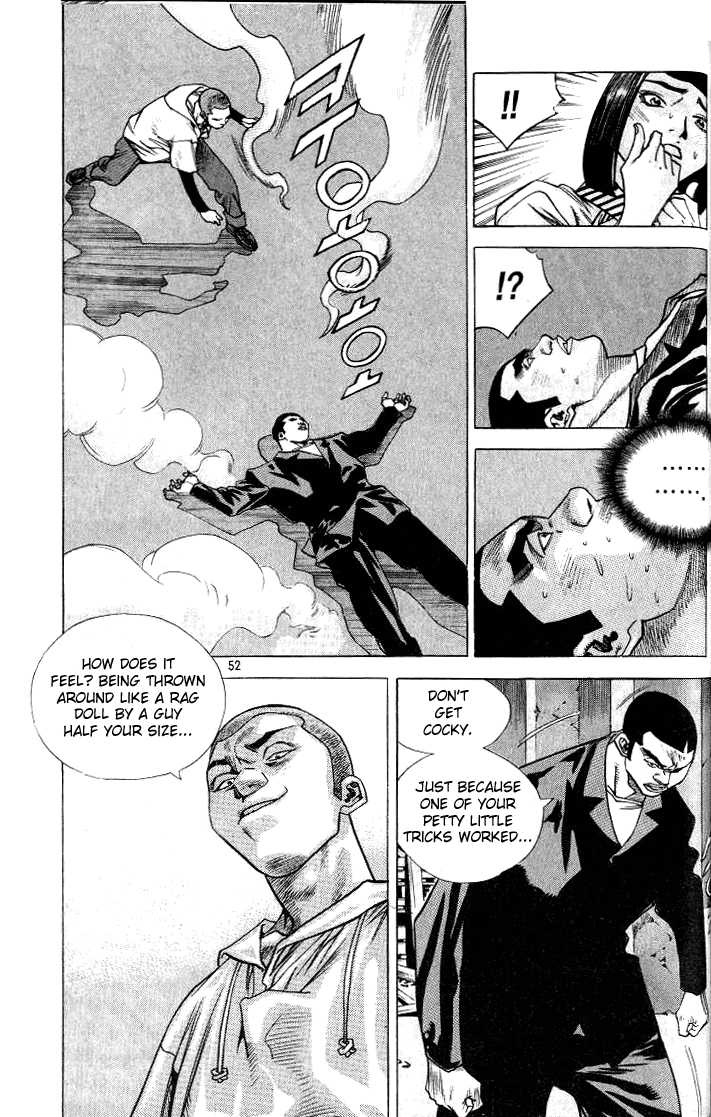 !!
!?
......
......
52
HOW DOES IT
FEEL? BEING THROWN
AROUND LIKE A RAG
DOLL BY A GUY
HALF YOUR SIZE...
DON'T
GET
COCKY.
JUST BECAUSE
ONE OF YOUR
PETTY LITTLE
TRICKS WORKED...